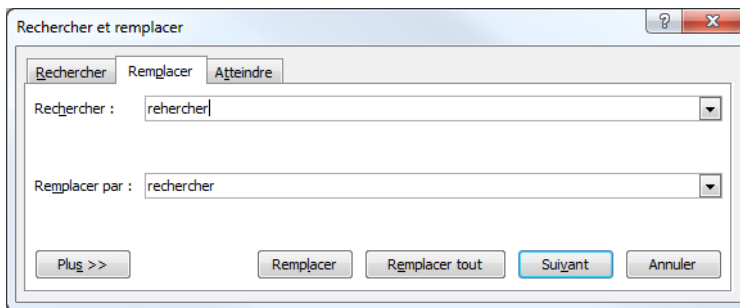 Rechercher et remplacer
Rechercher Remplacer Atteindre
Rechercher : rehercher
Remplacer par : rechercher
Plus >> Remplacer Remplacer tout Suivant Annuler